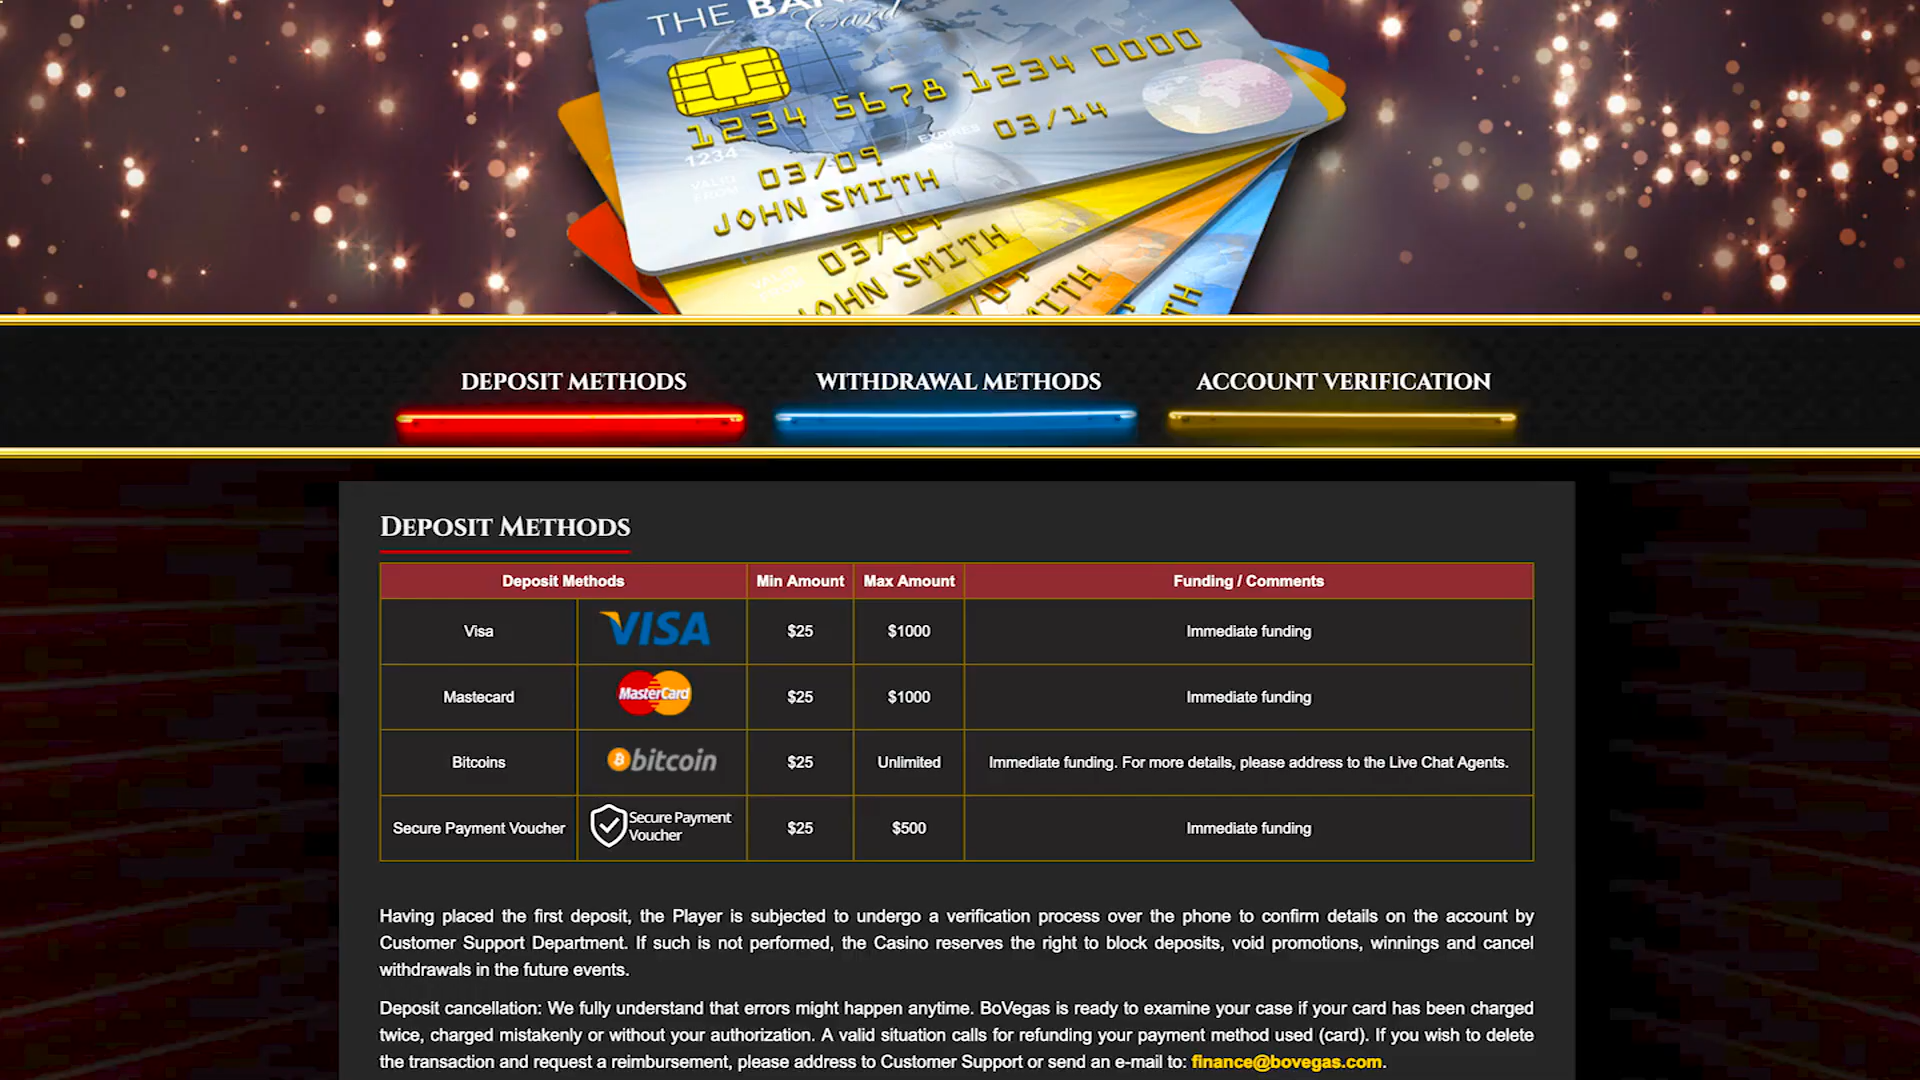 THE BAN
Card
1234 5678 1234 0000
1234
EXPIRES
END
03/14
VALID
FROM
03/09
JOHN SMITH
03/09
JOHN SMITH
SMITH
TH
DEPOSIT METHODS
WITHDRAWAL METHODS
ACCOUNT VERIFICATION
DEPOSIT METHODS
Deposit Methods Min Amount Max Amount Funding / Comments
Visa VISA $25 $1000 Immediate funding
Mastecard MasterCard $25 $1000 Immediate funding
Bitcoins bitcoin $25 Unlimited Immediate funding. For more details, please address to the Live Chat Agents.
Secure Payment Voucher Secure Payment Voucher $25 $500 Immediate funding
Having placed the first deposit, the Player is subjected to undergo a verification process over the phone to confirm details on the account by
Customer Support Department. If such is not performed, the Casino reserves the right to block deposits, void promotions, winnings and cancel
withdrawals in the future events.
Deposit cancellation: We fully understand that errors might happen anytime. BoVegas is ready to examine your case if your card has been charged
twice, charged mistakenly or without your authorization. A valid situation calls for refunding your payment method used (card). If you wish to delete
the transaction and request a reimbursement, please address to Customer Support or send an e-mail to: finance@bovegas.com.